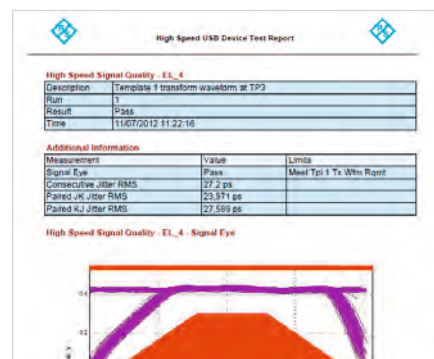 High Speed USB Device Test Report
High Speed Signal Quality - EL_4
Description Template 1 transform waveform at TP3
Run 1
Result Pass
Time 11/07/2012 11:22:16
Additional Information
Measurement Value Limits
Signal Eye Pass Meet Tpl 1 Tx Wfm Rqmt
Consecutive Jitter RMS 27,2 ps
Paired JK Jitter RMS 23,971 ps
Paired KJ Jitter RMS 27,589 ps
High Speed Signal Quality - EL_4 - Signal Eye